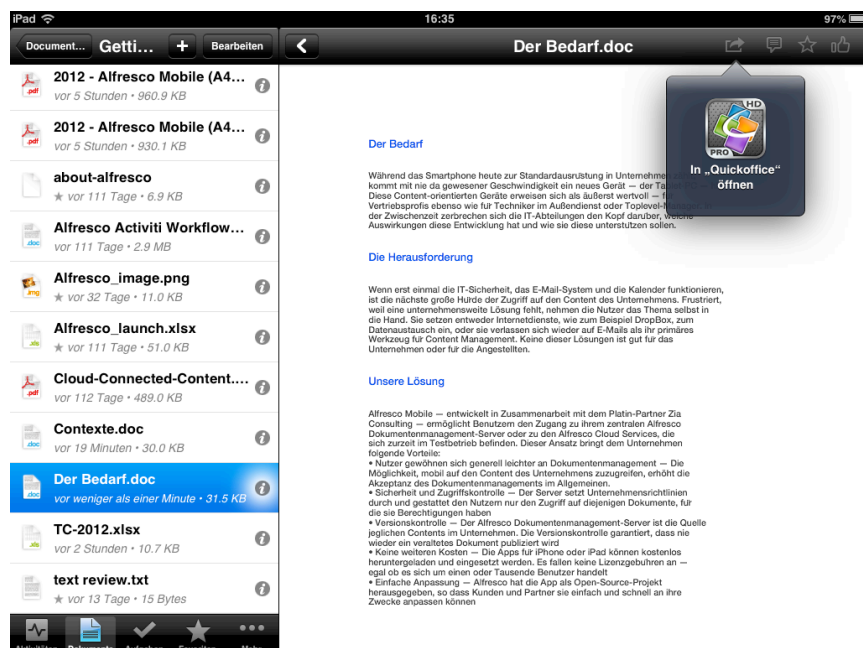 iPad 16:35 97%
Document... Getti... + Bearbeiten
Der Bedarf.doc
2012 - Alfresco Mobile (A4...
vor 5 Stunden • 960.9 KB
2012 - Alfresco Mobile (A4...
vor 5 Stunden • 930.1 KB
about-alfresco
★ vor 111 Tage • 6.9 KB
Alfresco Activiti Workflow...
vor 111 Tage • 2.9 MB
Alfresco_image.png
★ vor 32 Tage • 11.0 KB
Alfresco_launch.xlsx
★ vor 111 Tage • 51.0 KB
Cloud-Connected-Content....
vor 112 Tage • 489.0 KB
Contexte.doc
vor 19 Minuten • 30.0 KB
Der Bedarf.doc
vor weniger als einer Minute • 31.5 KB
TC-2012.xlsx
vor 2 Stunden • 10.7 KB
text review.txt
★ vor 13 Tage • 15 Bytes
HD
PRO
In „Quickoffice“
öffnen
Der Bedarf
Während das Smartphone heute zur Standardausrüstung in Unternehmen
kommt mit nie da gewesener Geschwindigkeit ein neues Gerät — der
Diese Content-orientierten Geräte erweisen sich als äußerst wertvoll —
Vertriebsprofis ebenso wie für Techniker im Außendienst oder
der Zwischenzeit zerbrechen sich die IT-Abteilungen den Kopf daruber, welche
Auswirkungen diese Entwicklung hat und wie sie diese unterstutzen sollen.
Die Herausforderung
Wenn erst einmal die IT-Sicherheit, das E-Mail-System und die Kalender funktionieren,
ist die nächste große Hürde der Zugriff auf den Content des Unternehmens. Frustriert,
weil eine unternehmensweite Lösung fehlt, nehmen die Nutzer das Thema selbst in
die Hand. Sie setzen entweder Internetdienste, wie zum Beispiel DropBox, zum
Datenaustausch ein, oder sie verlassen sich wieder auf E-Mails als ihr primäres
Werkzeug für Content Management. Keine dieser Lösungen ist gut für das
Unternehmen oder für die Angestellten.
Unsere Lösung
Alfresco Mobile — entwickelt in Zusammenarbeit mit dem Platin-Partner Zia
Consulting — ermöglicht Benutzern den Zugang zu ihrem zentralen Alfresco
Dokumentenmanagement-Server oder zu den Alfresco Cloud Services, die
sich zurzeit im Testbetrieb befinden. Dieser Ansatz bringt dem Unternehmen
folgende Vorteile:
• Nutzer gewöhnen sich generell leichter an Dokumentenmanagement — Die
Möglichkeit, mobil auf den Content des Unternehmens zuzugreifen, erhöht die
Akzeptanz des Dokumentenmanagements im Allgemeinen.
• Sicherheit und Zugriffskontrolle — Der Server setzt Unternehmensrichtlinien
durch und gestattet den Nutzern nur den Zugriff auf diejenigen Dokumente, für
die sie Berechtigungen haben
• Versionskontrolle — Der Alfresco Dokumentenmanagement-Server ist die Quelle
jeglichen Contents im Unternehmen. Die Versionskontrolle garantiert, dass nie
wieder ein veraltetes Dokument publiziert wird
• Keine weiteren Kosten — Die Apps für iPhone oder iPad können kostenlos
heruntergeladen und eingesetzt werden. Es fallen keine Lizenzgebuhren an —
egal ob es sich um einen oder Tausende Benutzer handelt
• Einfache Anpassung — Alfresco hat die App als Open-Source-Projekt
herausgegeben, so dass Kunden und Partner sie einfach und schnell an ihre
Zwecke anpassen können